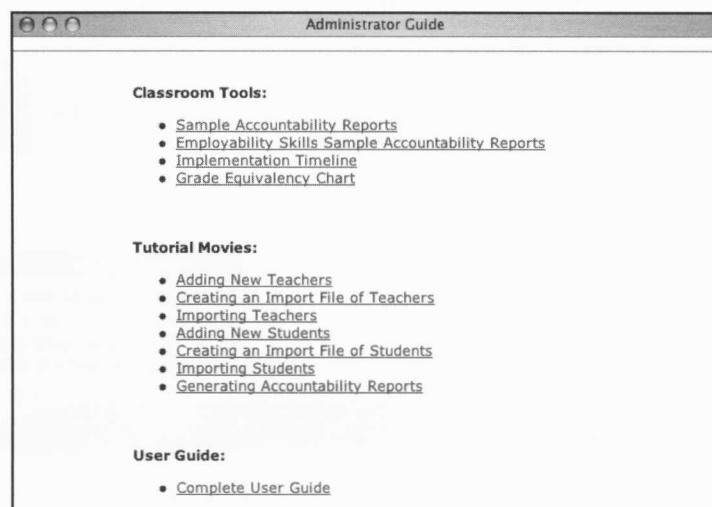 Administrator Guide
Classroom Tools:
• Sample Accountability Reports
• Employability Skills Sample Accountability Reports
• Implementation Timeline
• Grade Equivalency Chart
Tutorial Movies:
• Adding New Teachers
• Creating an Import File of Teachers
• Importing Teachers
• Adding New Students
• Creating an Import File of Students
• Importing Students
• Generating Accountability Reports
User Guide:
• Complete User Guide